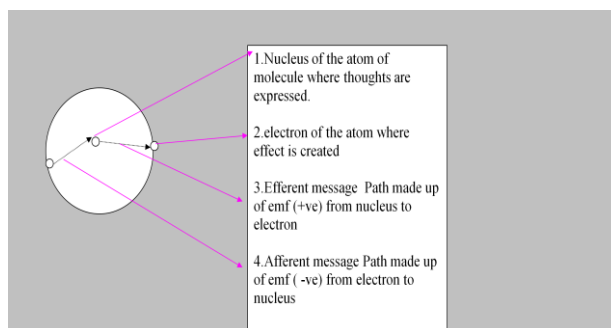 1.Nucleus of the atom of
molecule where thoughts are
expressed.
2.electron of the atom where
effect is created
3.Efferent message Path made up
of emf (+ve) from nucleus to
electron
4.Afferent message Path made up
of emf ( -ve) from electron to
nucleus